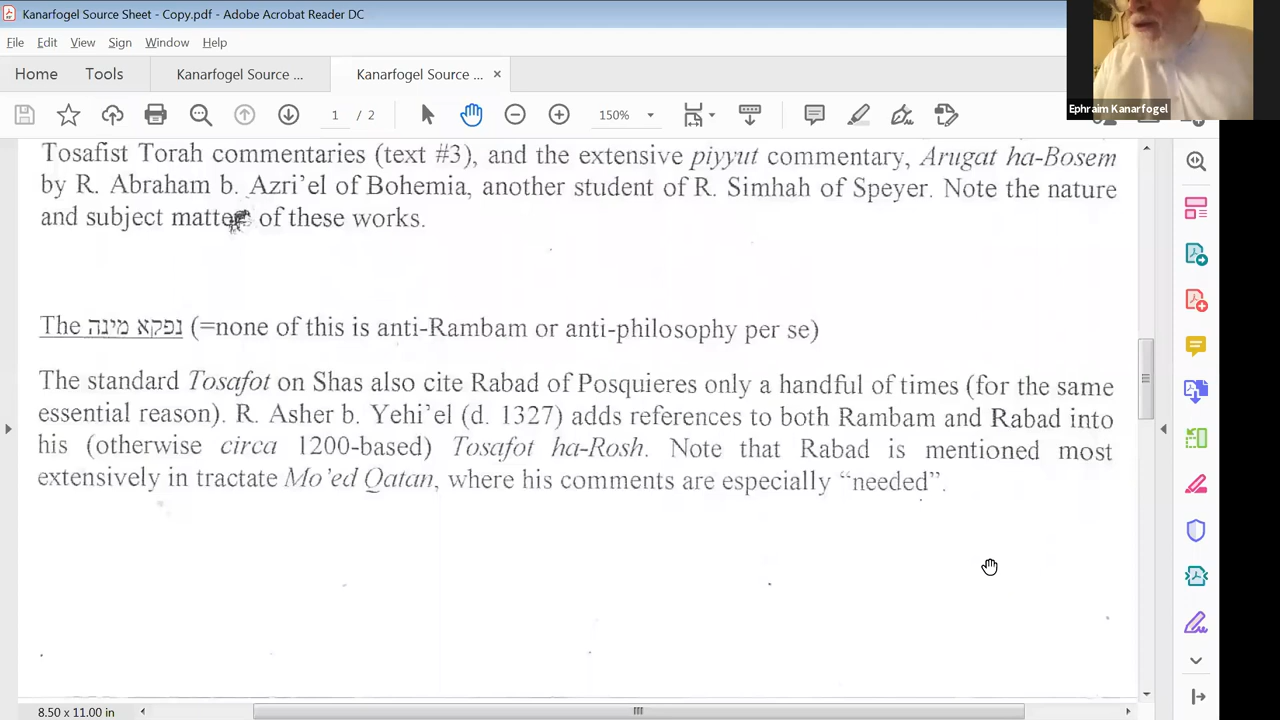 Kanarfogel Source Sheet - Copy.pdf - Adobe Acrobat Reader DC
File Edit View Sign Window Help
Home Tools Kanarfogel Source ... Kanarfogel Source ... ×
1 / 2 150%
Ephraim Kanarfogel
Tosafist Torah commentaries (text #3), and the extensive piyyut commentary, Arugat ha-Bosem
by R. Abraham b. Azri’el of Bohemia, another student of R. Simhah of Speyer. Note the nature
and subject matter of these works.
The נפקא מינה (=none of this is anti-Rambam or anti-philosophy per se)
The standard Tosafot on Shas also cite Rabad of Posquieres only a handful of times (for the same
essential reason). R. Asher b. Yehi’el (d. 1327) adds references to both Rambam and Rabad into
his (otherwise circa 1200-based) Tosafot ha-Rosh. Note that Rabad is mentioned most
extensively in tractate Mo’ed Qatan, where his comments are especially “needed”.
8.50 x 11.00 in